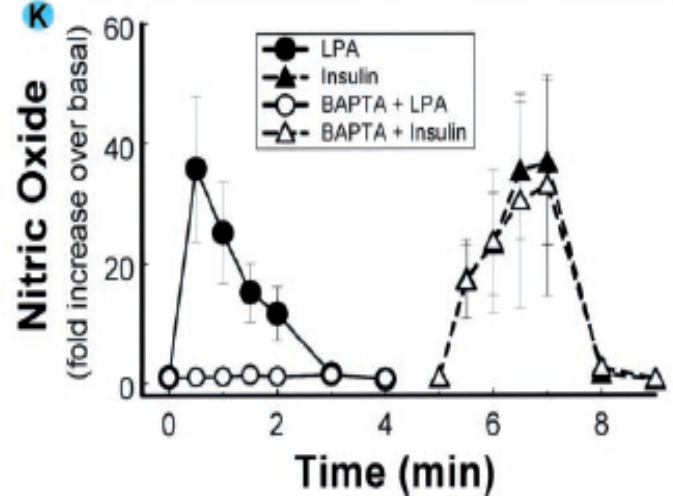 K
Nitric Oxide
(fold increase over basal)
60
40
20
0
LPA
Insulin
BAPTA + LPA
BAPTA + Insulin
0 2 4 6 8
Time (min)